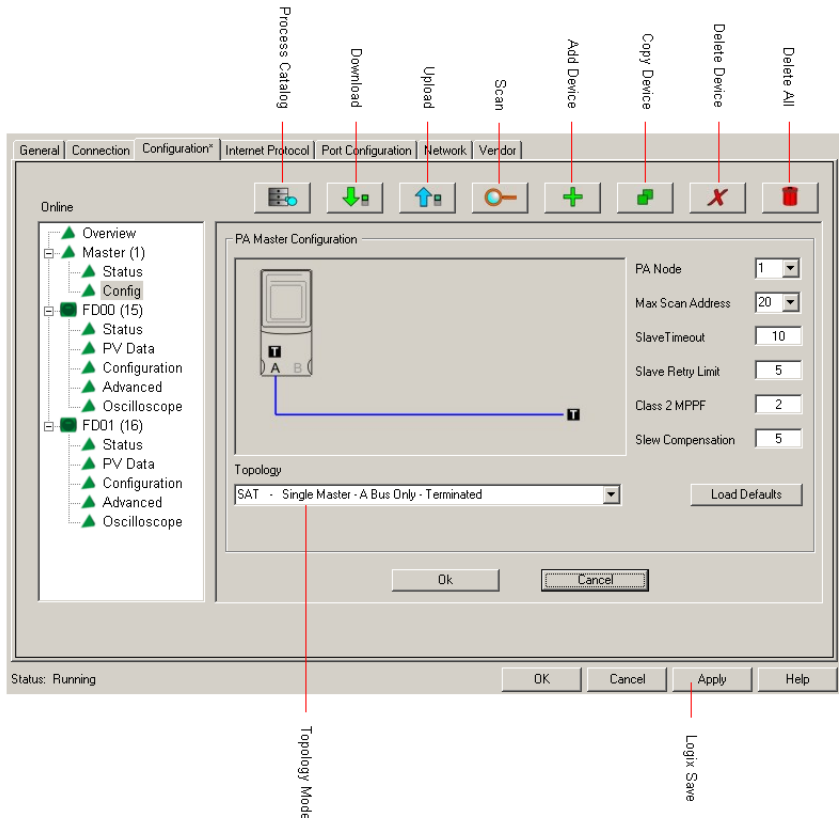 Process Catalog
Download
Upload
Scan
Add Device
Copy Device
Delete Device
Delete All
General Connection Configuration* Internet Protocol Port Configuration Network Vendor
Online
Overview
Master (1)
Status
Config
FD00 (15)
Status
PV Data
Configuration
Advanced
Oscilloscope
FD01 (16)
Status
PV Data
Configuration
Advanced
Oscilloscope
PA Master Configuration
T
A B
T
PA Node 1
Max Scan Address 20
SlaveTimeout 10
Slave Retry Limit 5
Class 2 MPPF 2
Slew Compensation 5
Topology
SAT - Single Master - A Bus Only - Terminated
Load Defaults
Ok Cancel
Status: Running
OK Cancel Apply Help
Topology Mode
Logix Save